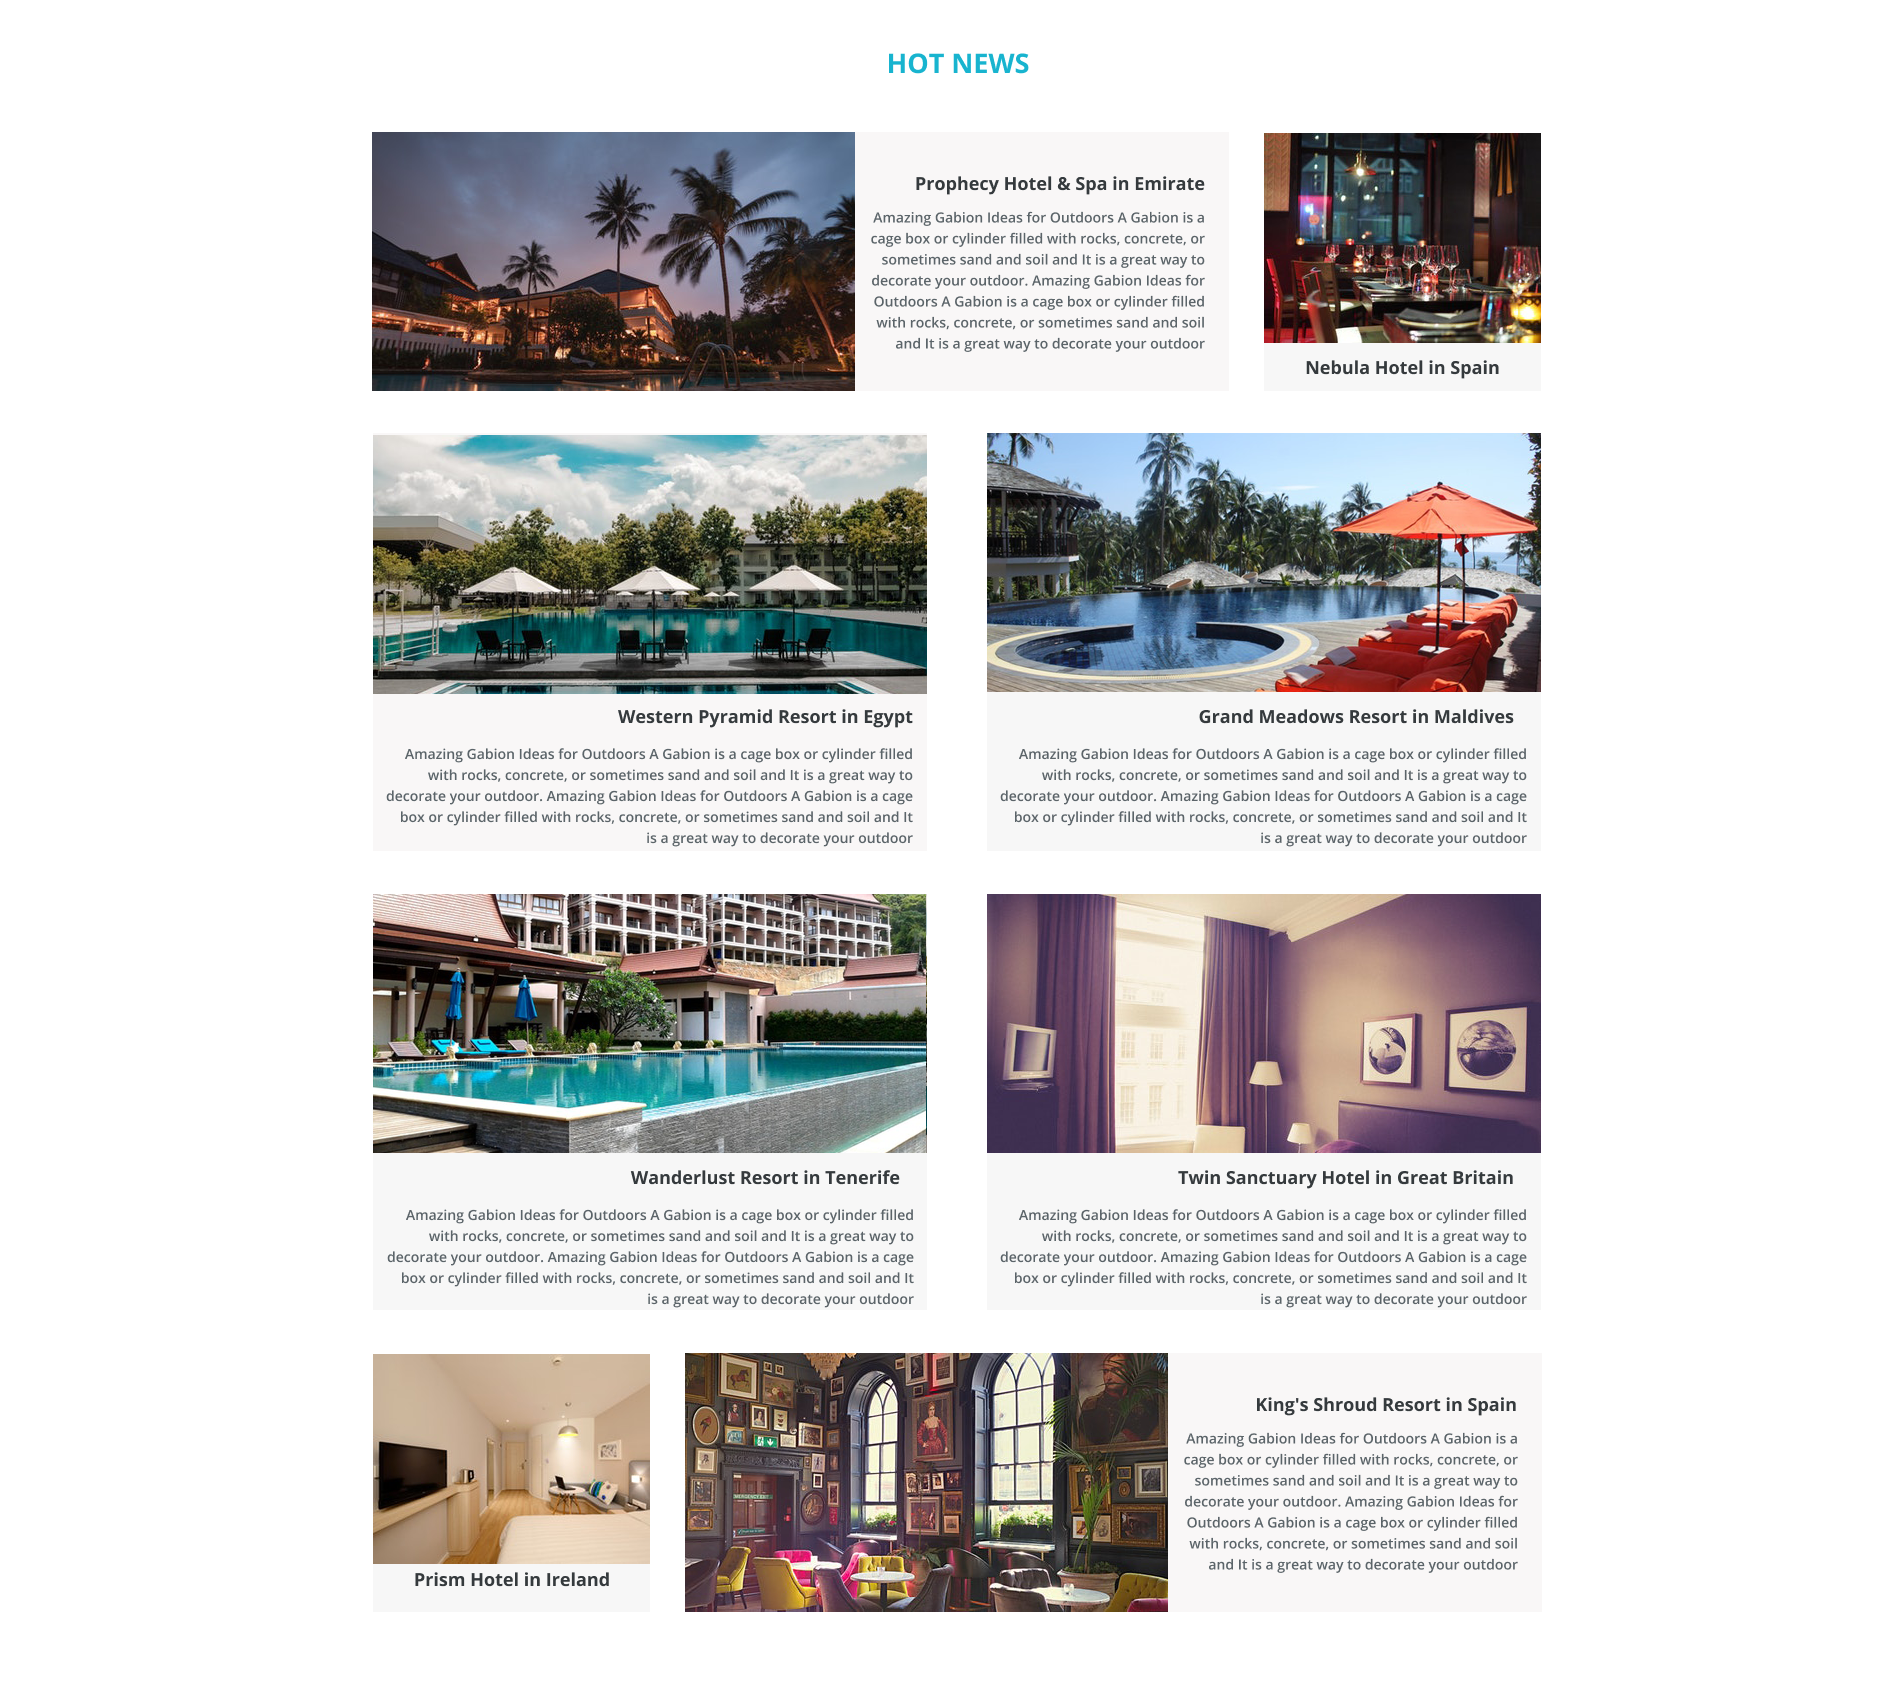 HOT NEWS
Prophecy Hotel & Spa in Emirate
Amazing Gabion Ideas for Outdoors A Gabion is a
cage box or cylinder filled with rocks, concrete, or
sometimes sand and soil and It is a great way to
decorate your outdoor. Amazing Gabion Ideas for
Outdoors A Gabion is a cage box or cylinder filled
with rocks, concrete, or sometimes sand and soil
and It is a great way to decorate your outdoor
Nebula Hotel in Spain
Western Pyramid Resort in Egypt
Amazing Gabion Ideas for Outdoors A Gabion is a cage box or cylinder filled
with rocks, concrete, or sometimes sand and soil and It is a great way to
decorate your outdoor. Amazing Gabion Ideas for Outdoors A Gabion is a cage
box or cylinder filled with rocks, concrete, or sometimes sand and soil and It
is a great way to decorate your outdoor
Grand Meadows Resort in Maldives
Amazing Gabion Ideas for Outdoors A Gabion is a cage box or cylinder filled
with rocks, concrete, or sometimes sand and soil and It is a great way to
decorate your outdoor. Amazing Gabion Ideas for Outdoors A Gabion is a cage
box or cylinder filled with rocks, concrete, or sometimes sand and soil and It
is a great way to decorate your outdoor
Wanderlust Resort in Tenerife
Amazing Gabion Ideas for Outdoors A Gabion is a cage box or cylinder filled
with rocks, concrete, or sometimes sand and soil and It is a great way to
decorate your outdoor. Amazing Gabion Ideas for Outdoors A Gabion is a cage
box or cylinder filled with rocks, concrete, or sometimes sand and soil and It
is a great way to decorate your outdoor
Twin Sanctuary Hotel in Great Britain
Amazing Gabion Ideas for Outdoors A Gabion is a cage box or cylinder filled
with rocks, concrete, or sometimes sand and soil and It is a great way to
decorate your outdoor. Amazing Gabion Ideas for Outdoors A Gabion is a cage
box or cylinder filled with rocks, concrete, or sometimes sand and soil and It
is a great way to decorate your outdoor
Prism Hotel in Ireland
King's Shroud Resort in Spain
Amazing Gabion Ideas for Outdoors A Gabion is a
cage box or cylinder filled with rocks, concrete, or
sometimes sand and soil and It is a great way to
decorate your outdoor. Amazing Gabion Ideas for
Outdoors A Gabion is a cage box or cylinder filled
with rocks, concrete, or sometimes sand and soil
and It is a great way to decorate your outdoor